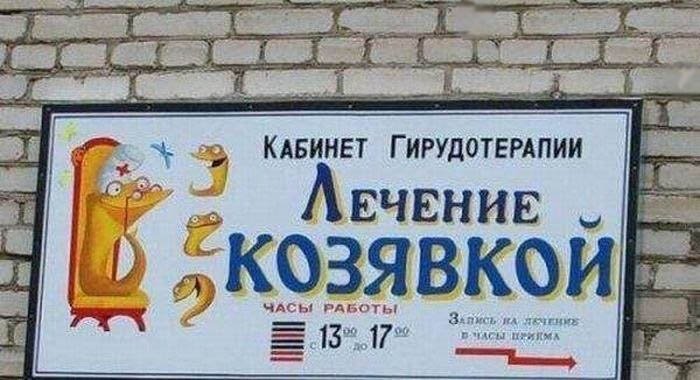 Кабинет Гирудотерапии
Лечение
козявкой
часы работы
с 13 00 до 17 00
Запись на лечение
в часы приема